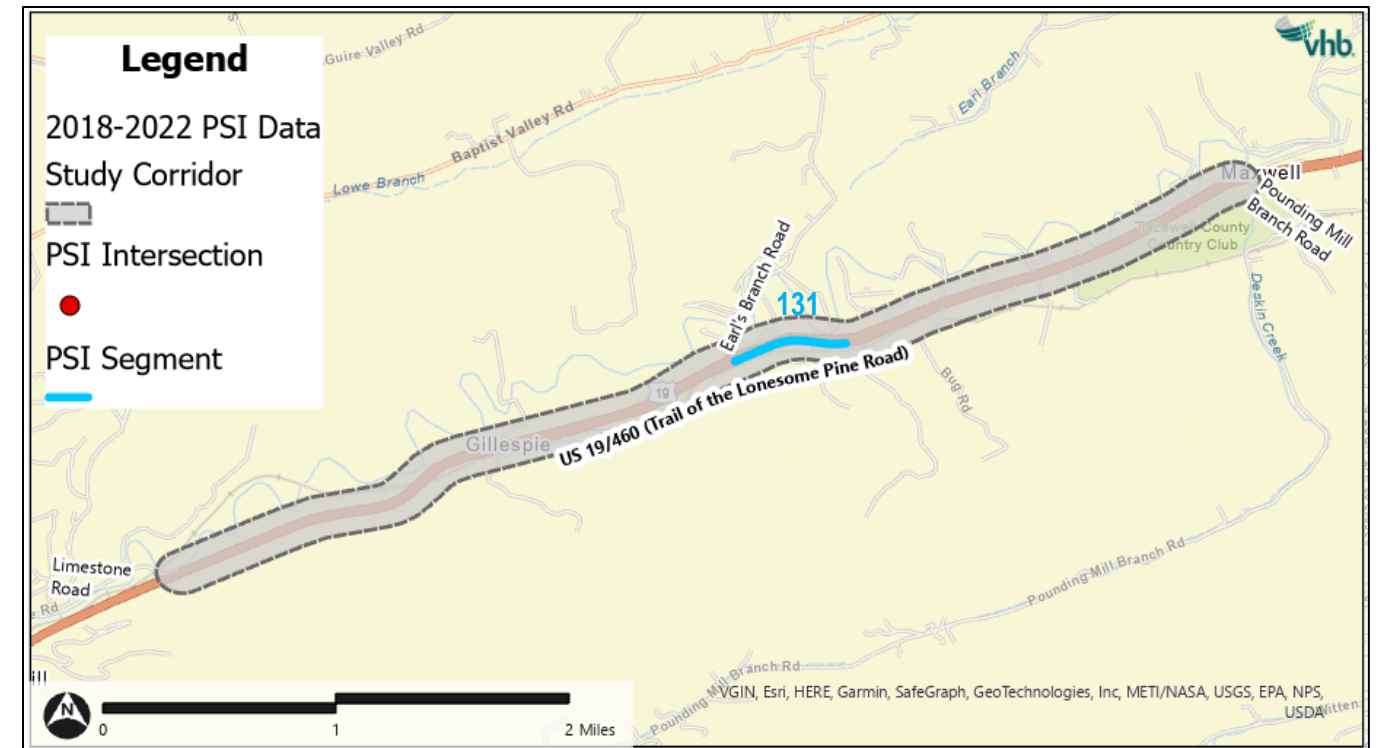 Legend
2018-2022 PSI Data
Study Corridor
PSI Intersection
PSI Segment
vhb.
Guire Valley Rd
Baptist Valley Rd
Lowe Branch
Earl Branch
Maxwell
Pounding Mill
Branch Road
Tazewell County
Country Club
Deskin Creek
Earl's Branch Road
131
19
US 19/460 (Trail of the Lonesome Pine Road)
Bug Rd
Gillespie
Limestone
Road
e Rd
ill
Pounding Mill Branch Rd
Pounding Mill Branch Rd
N
0
1
2 Miles
VGIN, Esri, HERE, Garmin, SafeGraph, GeoTechnologies, Inc, METI/NASA, USGS, EPA, NPS,
USDA
Witten